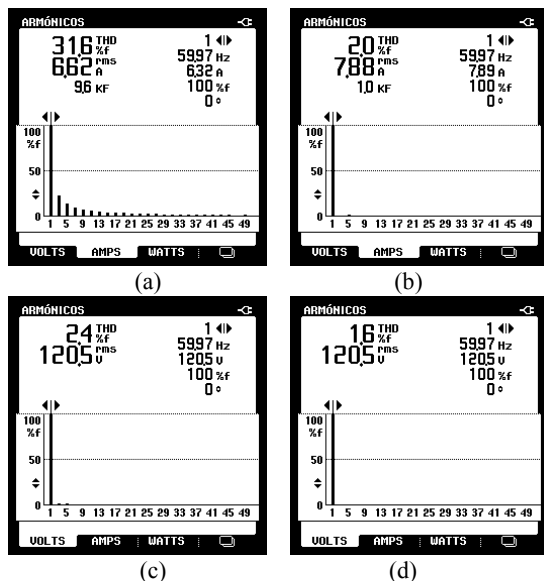 ARMÓNICOS
31,6 THD %f
6,62 rms A
9,6 KF
1
59,97 Hz
6,32 A
100 %f
0 °
100
%f
50
0
1 5 9 13 17 21 25 29 33 37 41 45 49
VOLTS AMPS WATTS
(a)
ARMÓNICOS
2,0 THD %f
7,88 rms A
1,0 KF
1
59,97 Hz
7,89 A
100 %f
0 °
100
%f
50
0
1 5 9 13 17 21 25 29 33 37 41 45 49
VOLTS AMPS WATTS
(b)
ARMÓNICOS
2,4 THD %f
120,5 rms V
1
59,97 Hz
120,5 V
100 %f
0 °
100
%f
50
0
1 5 9 13 17 21 25 29 33 37 41 45 49
VOLTS AMPS WATTS
(c)
ARMÓNICOS
1,6 THD %f
120,5 rms V
1
59,97 Hz
120,5 V
100 %f
0 °
100
%f
50
0
1 5 9 13 17 21 25 29 33 37 41 45 49
VOLTS AMPS WATTS
(d)